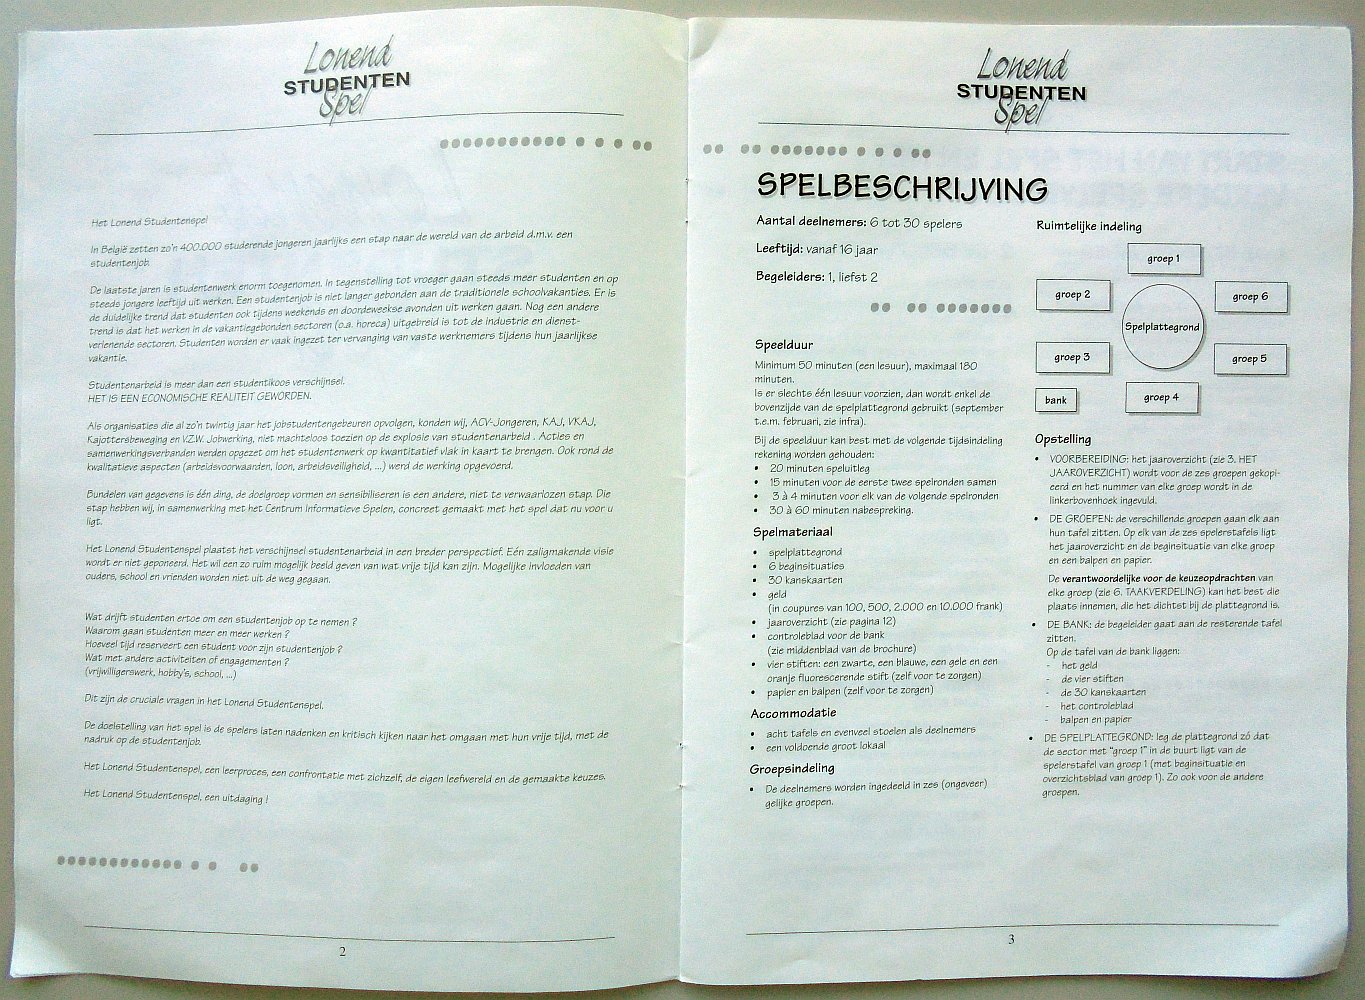 Lonend
STUDENTEN
Spel
Het Lonend Studentenspel
In België zetten zo'n 400.000 studerende jongeren jaarlijks een stap naar de wereld van de arbeid d.m.v. een
studentenjob.
De laatste jaren is studentenwerk enorm toegenomen. In tegenstelling tot vroeger gaan steeds meer studenten en op
steeds jongere leeftijd uit werken. Een studentenjob is niet langer gebonden aan de traditionele schoolvakanties. Er is
de duidelijke trend dat studenten ook tijdens weekends en doordeweekse avonden uit werken gaan. Nog een andere
trend is dat het werken in de vakantiegebonden sectoren (o.a. horeca) uitgebreid is tot de industrie en dienst-
verlenende sectoren. Studenten worden er vaak ingezet ter vervanging van vaste werknemers tijdens hun jaarlijkse
vakantie.
Studentenarbeid is meer dan een studentikoos verschijnsel.
HET IS EEN ECONOMISCHE REALITEIT GEWORDEN.
Als organisaties die al zo'n twintig jaar het jobstudentengebeuren opvolgen, konden wij, ACV-Jongeren, KAJ, VKAJ,
Kajottersbeweging en V.Z.W. Jobwerking, niet machteloos toezien op de explosie van studentenarbeid . Acties en
samenwerkingsverbanden werden opgezet om het studentenwerk op kwantitatief vlak in kaart te brengen. Ook rond de
kwalitatieve aspecten (arbeidsvoorwaarden, loon, arbeidsveiligheid, ...) werd de werking opgevoerd.
Bundelen van gegevens is één ding, de doelgroep vormen en sensibiliseren is een andere, niet te verwaarlozen stap. Die
stap hebben wij, in samenwerking met het Centrum Informatieve Spelen, concreet gemaakt met het spel dat nu voor u
ligt.
Het Lonend Studentenspel plaatst het verschijnsel studentenarbeid in een breder perspectief. Eén zaligmakende visie
wordt er niet geponeerd. Het wil een zo ruim mogelijk beeld geven van wat vrije tijd kan zijn. Mogelijke invloeden van
ouders, school en vrienden worden niet uit de weg gegaan.
Wat drijft studenten ertoe om een studentenjob op te nemen ?
Waarom gaan studenten meer en meer werken ?
Hoeveel tijd reserveert een student voor zijn studentenjob ?
Wat met andere activiteiten of engagementen ?
(vrijwilligerswerk, hobby's, school, ...)
Dit zijn de cruciale vragen in het Lonend Studentenspel.
De doelstelling van het spel is de spelers laten nadenken en kritisch kijken naar het omgaan met hun vrije tijd, met de
nadruk op de studentenjob.
Het Lonend Studentenspel, een leerproces, een confrontatie met zichzelf, de eigen leefwereld en de gemaakte keuzes.
Het Lonend Studentenspel, een uitdaging !
2
Lonend
STUDENTEN
Spel
SPELBESCHRIJVING
Aantal deelnemers: 6 tot 30 spelers
Leeftijd: vanaf 16 jaar
Begeleiders: 1, liefst 2
Speelduur
Minimum 50 minuten (een lesuur), maximaal 180
minuten.
Is er slechts één lesuur voorzien, dan wordt enkel de
bovenzijde van de spelplattegrond gebruikt (september
t.e.m. februari, zie infra).
Bij de speelduur kan best met de volgende tijdsindeling
rekening worden gehouden:
• 20 minuten speluitleg
• 15 minuten voor de eerste twee spelronden samen
• 3 à 4 minuten voor elk van de volgende spelronden
• 30 à 60 minuten nabespreking.
Spelmateriaal
• spelplattegrond
• 6 beginsituaties
• 30 kanskaarten
• geld
(in coupures van 100, 500, 2.000 en 10.000 frank)
• jaaroverzicht (zie pagina 12)
• controleblad voor de bank
(zie middenblad van de brochure)
• vier stiften: een zwarte, een blauwe, een gele en een
oranje fluorescerende stift (zelf voor te zorgen)
• papier en balpen (zelf voor te zorgen)
Accommodatie
• acht tafels en evenveel stoelen als deelnemers
• een voldoende groot lokaal
Groepsindeling
• De deelnemers worden ingedeeld in zes (ongeveer)
gelijke groepen.
Ruimtelijke indeling
groep 1
groep 2
groep 6
Spelplattegrond
groep 3
groep 5
bank
groep 4
Opstelling
• VOORBEREIDING: het jaaroverzicht (zie 3. HET
JAAROVERZICHT) wordt voor de zes groepen gekopi-
eerd en het nummer van elke groep wordt in de
linkerbovenhoek ingevuld.
• DE GROEPEN: de verschillende groepen gaan elk aan
hun tafel zitten. Op elk van de zes spelerstafels ligt
het jaaroverzicht en de beginsituatie van elke groep
en een balpen en papier.
De verantwoordelijke voor de keuzeopdrachten van
elke groep (zie 6. TAAKVERDELING) kan het best die
plaats innemen, die het dichtst bij de plattegrond is.
• DE BANK: de begeleider gaat aan de resterende tafel
zitten.
Op de tafel van de bank liggen:
- het geld
- de vier stiften
- de 30 kanskaarten
- het controleblad
- balpen en papier
• DE SPELPLATTEGROND: leg de plattegrond zó dat
de sector met "groep 1" in de buurt ligt van de
spelerstafel van groep 1 (met beginsituatie en
overzichtsblad van groep 1). Zo ook voor de andere
groepen.
3